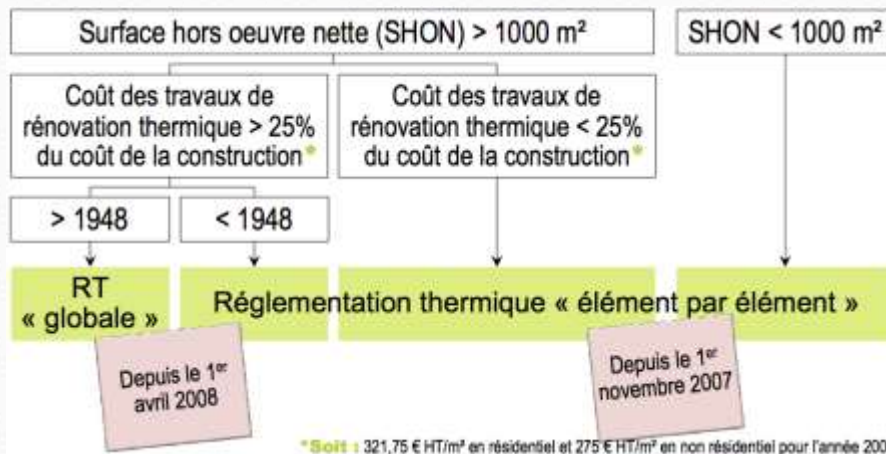 Surface hors oeuvre nette (SHON) > 1000 m²
SHON < 1000 m²
Coût des travaux de
rénovation thermique > 25%
du coût de la construction*
Coût des travaux de
rénovation thermique < 25%
du coût de la construction*
> 1948
< 1948
RT
« globale »
Réglementation thermique « élément par élément »
Depuis le 1er
avril 2008
Depuis le 1er
novembre 2007
*Soit : 321,75 € HT/m² en résidentiel et 275 € HT/m² en non résidentiel pour l'année